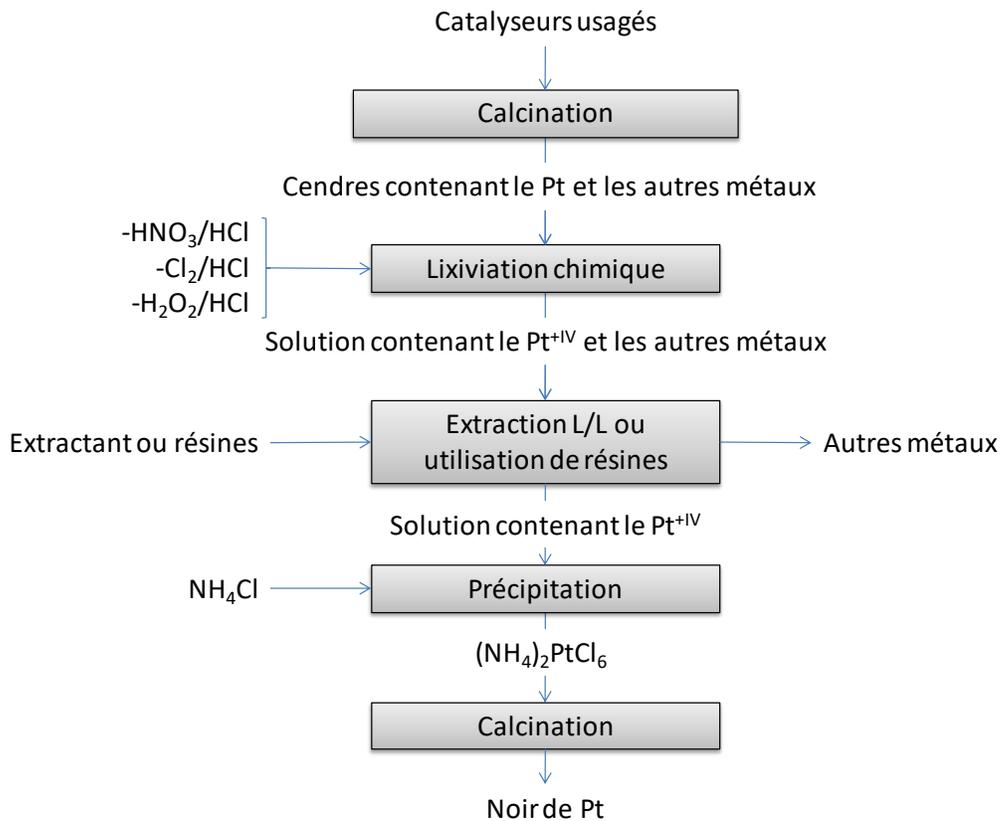 Catalyseurs usagés
Calcination
Cendres contenant le Pt et les autres métaux
-HNO₃/HCl
-Cl₂/HCl
-H₂O₂/HCl
Lixiviation chimique
Solution contenant le Pt⁺ᴵⱽ et les autres métaux
Extractant ou résines
Extraction L/L ou
utilisation de résines
Autres métaux
Solution contenant le Pt⁺ᴵⱽ
NH₄Cl
Précipitation
(NH₄)₂PtCl₆
Calcination
Noir de Pt